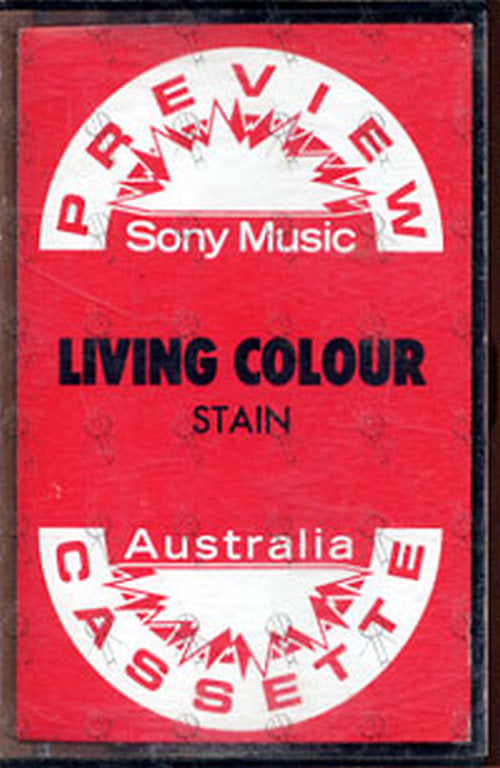 PREVIEW
Sony Music
LIVING COLOUR
STAIN
Australia
CASSETTE